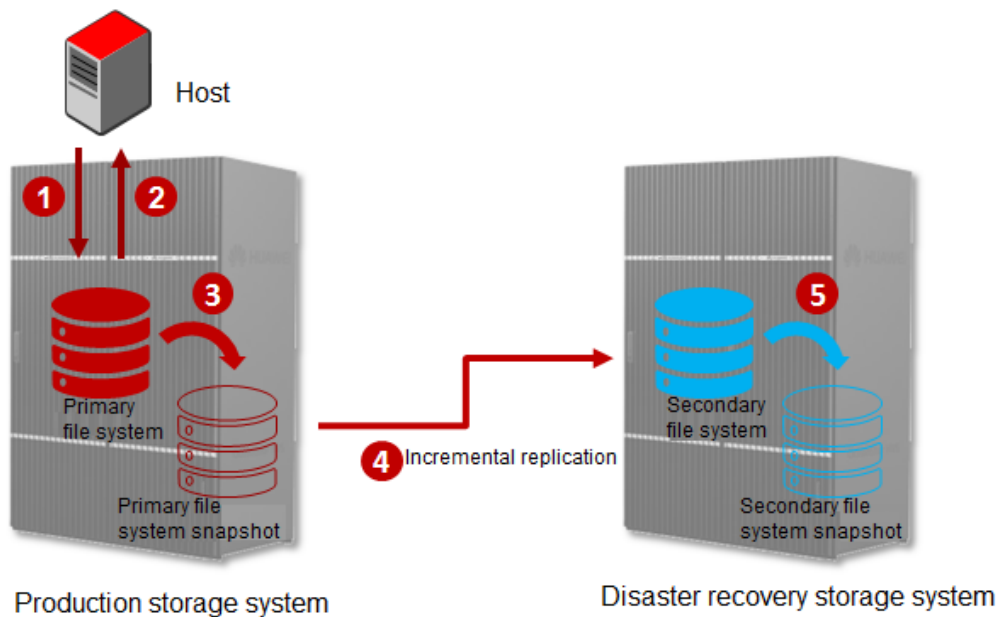 Host
1
2
3
Primary
file system
Primary file
system snapshot
4
Incremental replication
5
Secondary
file system
Secondary file
system snapshot
Production storage system
Disaster recovery storage system